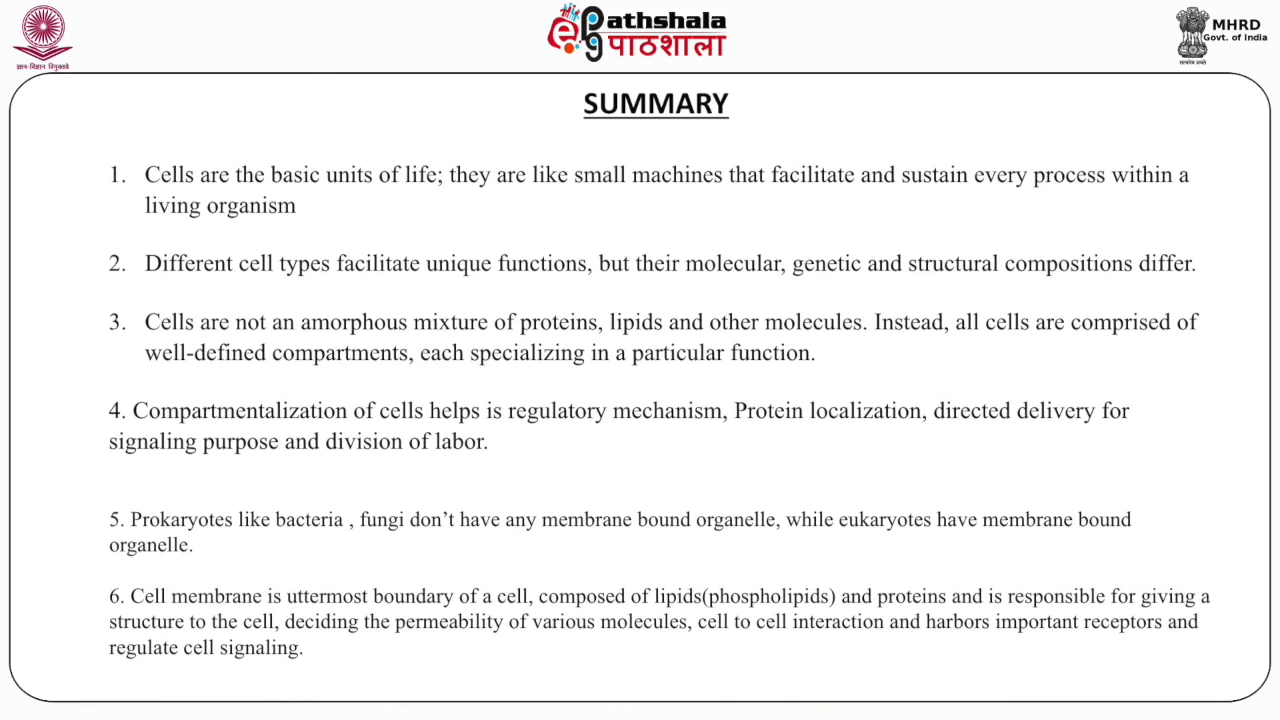 ज्ञान-विज्ञान विमुक्तये
ePathshala
पाठशाला
MHRD
Govt. of India
सत्यमेव जयते
SUMMARY
1. Cells are the basic units of life; they are like small machines that facilitate and sustain every process within a
living organism
2. Different cell types facilitate unique functions, but their molecular, genetic and structural compositions differ.
3. Cells are not an amorphous mixture of proteins, lipids and other molecules. Instead, all cells are comprised of
well-defined compartments, each specializing in a particular function.
4. Compartmentalization of cells helps is regulatory mechanism, Protein localization, directed delivery for
signaling purpose and division of labor.
5. Prokaryotes like bacteria , fungi don’t have any membrane bound organelle, while eukaryotes have membrane bound
organelle.
6. Cell membrane is uttermost boundary of a cell, composed of lipids(phospholipids) and proteins and is responsible for giving a
structure to the cell, deciding the permeability of various molecules, cell to cell interaction and harbors important receptors and
regulate cell signaling.